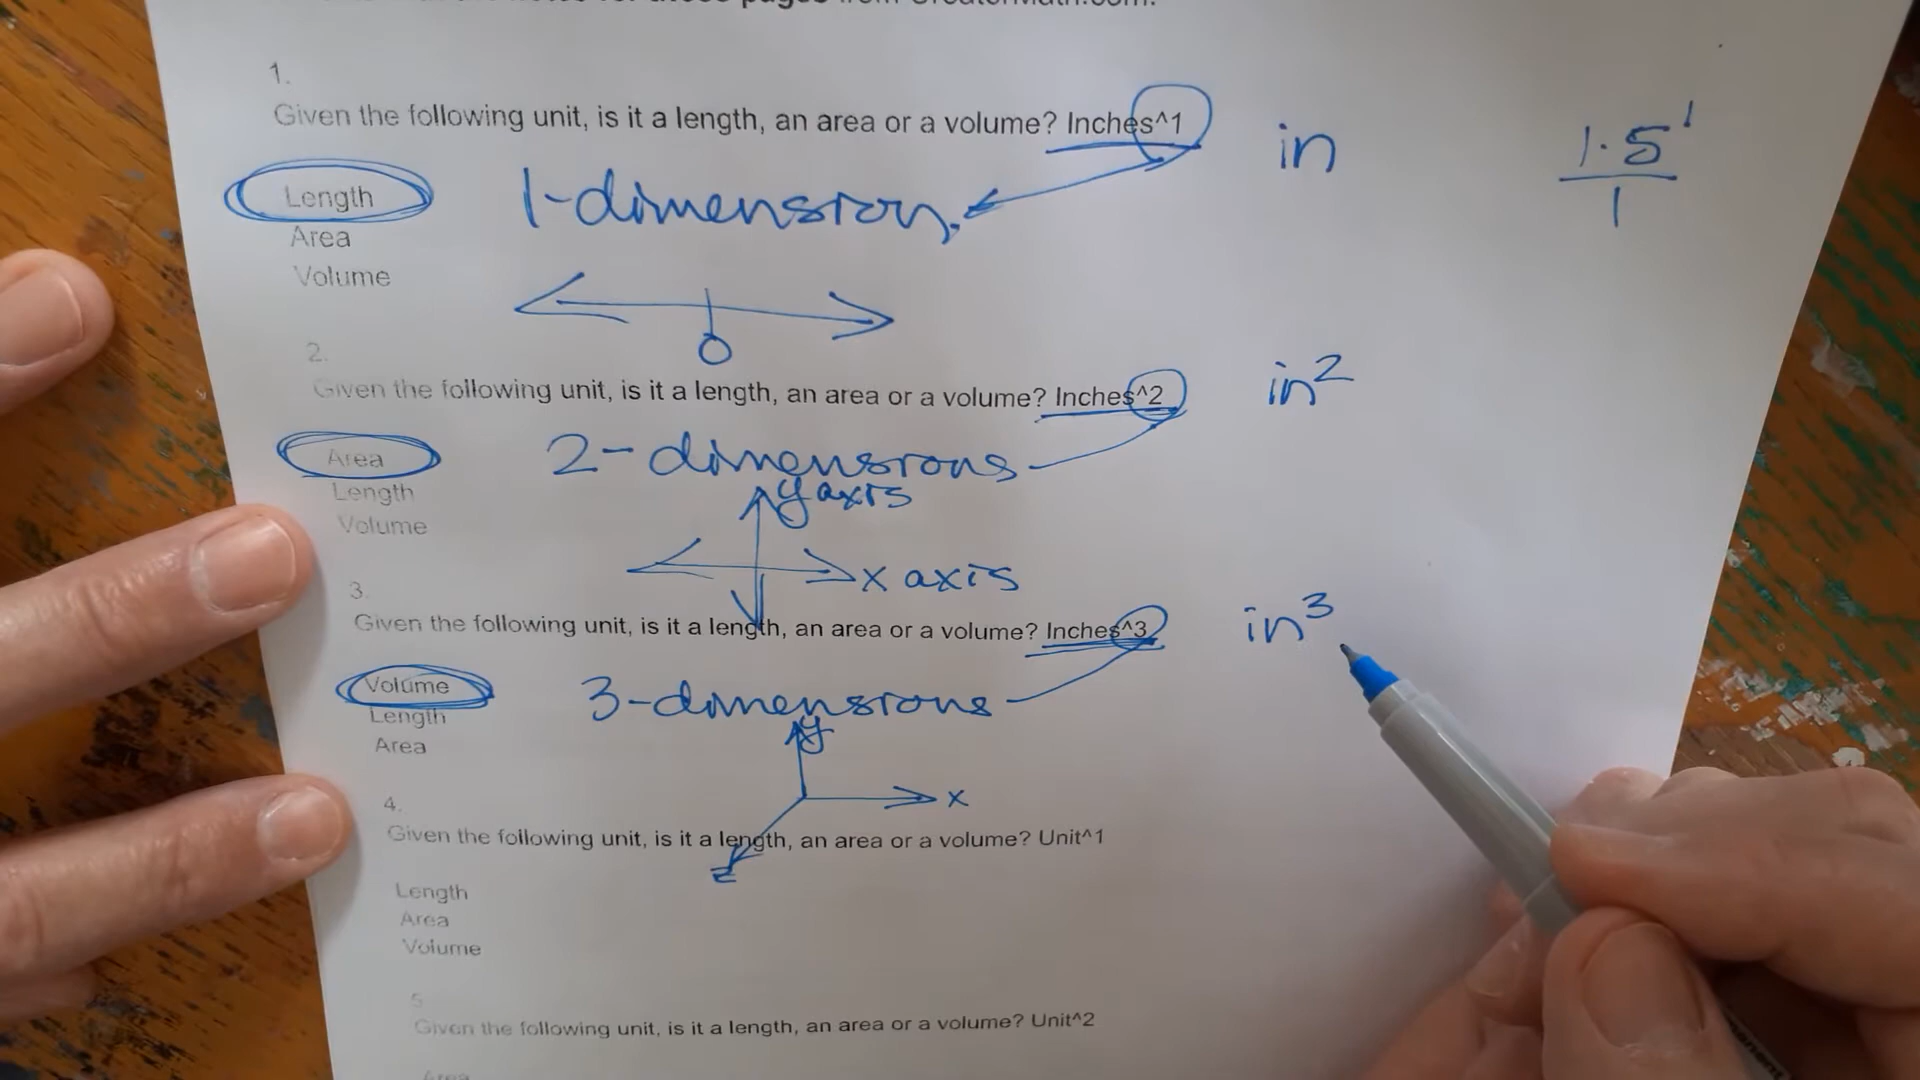 pages from
1.
Given the following unit, is it a length, an area or a volume? Inches^1
in
1.5^1
1
Length
1-dimension.
Area
Volume
0
2.
Given the following unit, is it a length, an area or a volume? Inches^2
in²
Area
2-dimensions
Length
y axis
Volume
x axis
3.
Given the following unit, is it a length, an area or a volume? Inches^3
in³
Volume
3-dimensions
Length
y
Area
x
4.
Given the following unit, is it a length, an area or a volume? Unit^1
z
Length
Area
Volume
5
Given the following unit, is it a length, an area or a volume? Unit^2
Area